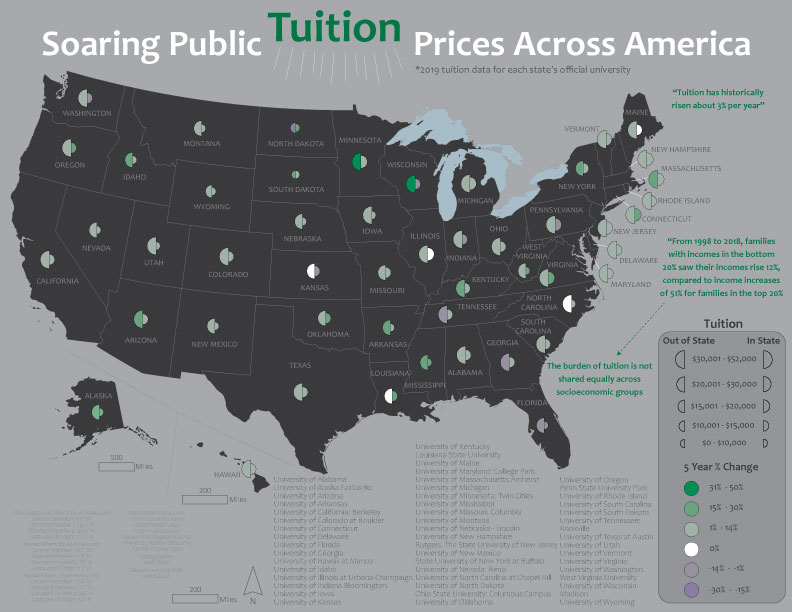 Soaring Public Tuition Prices Across America
*2019 tuition data for each state's official university
"Tuition has historically
risen about 3% per year"
WASHINGTON
OREGON
IDAHO
MONTANA
NORTH DAKOTA
MINNESOTA
WISCONSIN
MICHIGAN
SOUTH DAKOTA
WYOMING
NEBRASKA
IOWA
ILLINOIS
INDIANA
OHIO
PENNSYLVANIA
NEW YORK
VERMONT
MAINE
NEW HAMPSHIRE
MASSACHUSETTS
RHODE ISLAND
CONNECTICUT
NEW JERSEY
DELAWARE
MARYLAND
WEST
VIRGINIA
VIRGINIA
NEVADA
UTAH
COLORADO
CALIFORNIA
KANSAS
MISSOURI
KENTUCKY
TENNESSEE
NORTH
CAROLINA
SOUTH
CAROLINA
ARIZONA
NEW MEXICO
OKLAHOMA
ARKANSAS
TEXAS
LOUISIANA
MISSISSIPPI
ALABAMA
GEORGIA
FLORIDA
ALASKA
HAWAII
"From 1998 to 2018, families
with incomes in the bottom
20% saw their incomes rise 12%,
compared to income increases
of 51% for families in the top 20%
The burden of tuition is not
shared equally across
socioeconomic groups
Tuition
Out of State In State
$30,001 - $52,000
$20,001 - $30,000
$15,001 - $20,000
$10,001 - $15,000
$0 - $10,000
5 Year % Change
31% - 50%
15% - 30%
1% - 14%
0%
-14% - -1%
-30% - -15%
500
Miles
200
Miles
200
Miles
N
University of Alabama
University of Alaska Fairbanks
University of Arizona
University of Arkansas
University of California: Berkeley
University of Colorado at Boulder
University of Connecticut
University of Delaware
University of Florida
University of Georgia
University of Hawaii at Manoa
University of Idaho
University of Illinois at Urbana-Champaign
University of Indiana Bloomington
University of Iowa
University of Kansas
University of Kentucky
Louisiana State University
University of Maine
University of Maryland: College Park
University of Massachusetts Amherst
University of Michigan
University of Minnesota: Twin Cities
University of Mississippi
University of Missouri Columbia
University of Montana
University of Nebraska - Lincoln
University of New Hampshire
Rutgers, The State University of New Jersey
University of New Mexico
State University of New York at Buffalo
University of Nevada: Reno
University of North Carolina at Chapel Hill
University of North Dakota
Ohio State University: Columbus Campus
University of Oklahoma
University of Oregon
Penn State University Park
University of Rhode Island
University of South Carolina
University of South Dakota
University of Tennessee:
Knoxville
University of Texas at Austin
University of Utah
University of Vermont
University of Virginia
University of Washington
West Virginia University
University of Wisconsin-
Madison
University of Wyoming